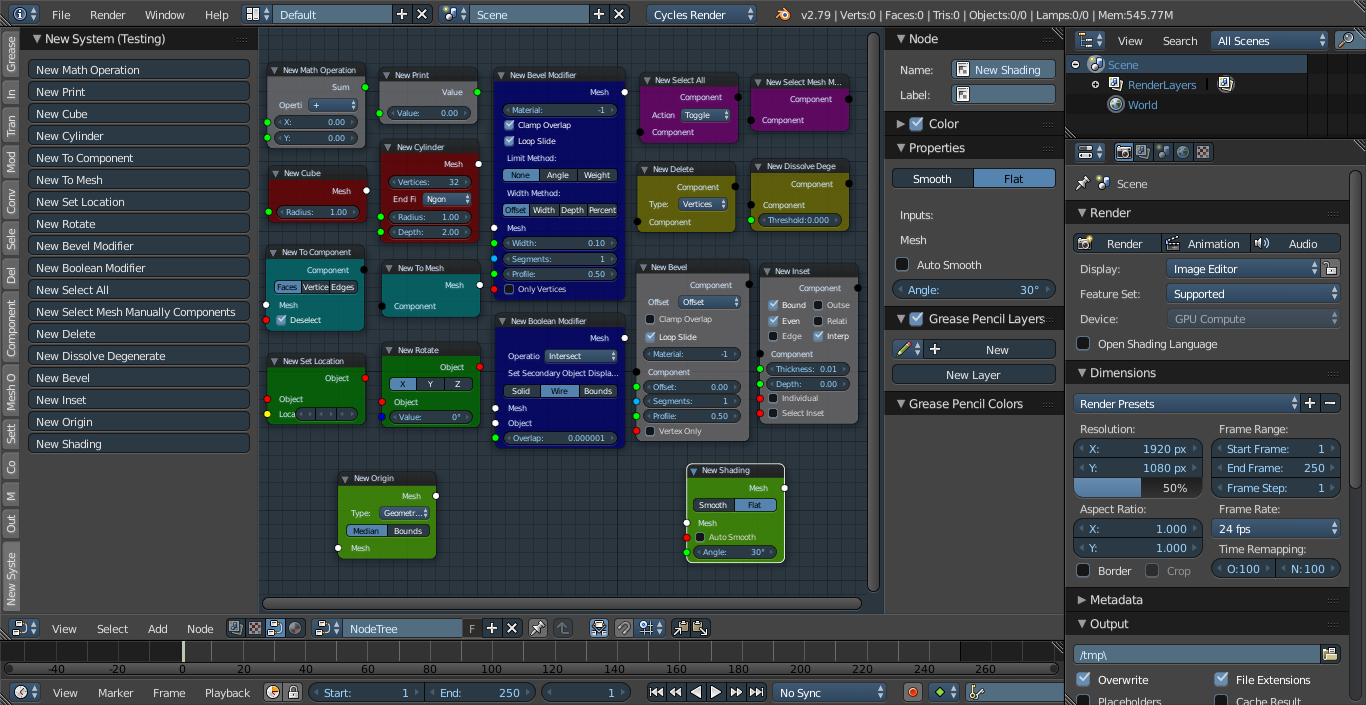 File Render Window Help Default Scene Cycles Render v2.79 | Verts:0 | Faces:0 | Tris:0 | Objects:0/0 | Lamps:0/0 | Mem:545.77M
Grease
In
Tran
Mod
Conv
Sele
Del
Component
Mesh O
Sett
Co
M
Out
New Syste
New System (Testing)
New Math Operation
New Print
New Cube
New Cylinder
New To Component
New To Mesh
New Set Location
New Rotate
New Bevel Modifier
New Boolean Modifier
New Select All
New Select Mesh Manually Components
New Delete
New Dissolve Degenerate
New Bevel
New Inset
New Origin
New Shading
New Math Operation
Sum
Operti +
X: 0.00
Y: 0.00
New Print
Value
Value: 0.00
New Cube
Mesh
Radius: 1.00
New Cylinder
Mesh
Vertices: 32
End Fi Ngon
Radius: 1.00
Depth: 2.00
New To Component
Component
Faces Vertice Edges
Mesh
Deselect
New To Mesh
Mesh
Component
New Set Location
Object
Object
Loca
New Rotate
Object
X Y Z
Object
Value: 0°
New Bevel Modifier
Mesh
Material: -1
Clamp Overlap
Loop Slide
Limit Method:
None Angle Weight
Width Method:
Offset Width Depth Percent
Mesh
Width: 0.10
Segments: 1
Profile: 0.50
Only Vertices
New Boolean Modifier
Mesh
Operatio Intersect
Set Secondary Object Displa...
Solid Wire Bounds
Mesh
Object
Overlap: 0.000001
New Select All
Component
Action Toggle
Component
New Select Mesh M...
Component
Component
New Delete
Component
Type: Vertices
Component
New Dissolve Dege
Component
Component
Threshold:0.000
New Bevel
Component
Offset Offset
Clamp Overlap
Loop Slide
Material: -1
Component
Offset: 0.00
Segments: 1
Profile: 0.50
Vertex Only
New Inset
Component
Bound Outse
Even Relati
Edge Interp
Component
Thickness: 0.01
Depth: 0.00
Individual
Select Inset
New Origin
Mesh
Type: Geometr...
Median Bounds
Mesh
New Shading
Mesh
Smooth Flat
Mesh
Auto Smooth
Angle: 30°
View Select Add Node NodeTree F
Node
Name: New Shading
Label:
Color
Properties
Smooth Flat
Inputs:
Mesh
Auto Smooth
Angle: 30°
Grease Pencil Layers
New
New Layer
Grease Pencil Colors
View Search All Scenes
Scene
RenderLayers
World
Scene
Render
Render Animation Audio
Display: Image Editor
Feature Set: Supported
Device: GPU Compute
Open Shading Language
Dimensions
Render Presets
Resolution: Frame Range:
X: 1920 px Start Frame: 1
Y: 1080 px End Frame: 250
50% Frame Step: 1
Aspect Ratio: Frame Rate:
X: 1.000 24 fps
Y: 1.000 Time Remapping:
Border Crop O:100 N:100
Metadata
Output
/tmp\
Overwrite File Extensions
Placeholders Cache Result
-40 -20 0 20 40 60 80 100 120 140 160 180 200 220 240 260
View Marker Frame Playback Start: 1 End: 250 1 No Sync